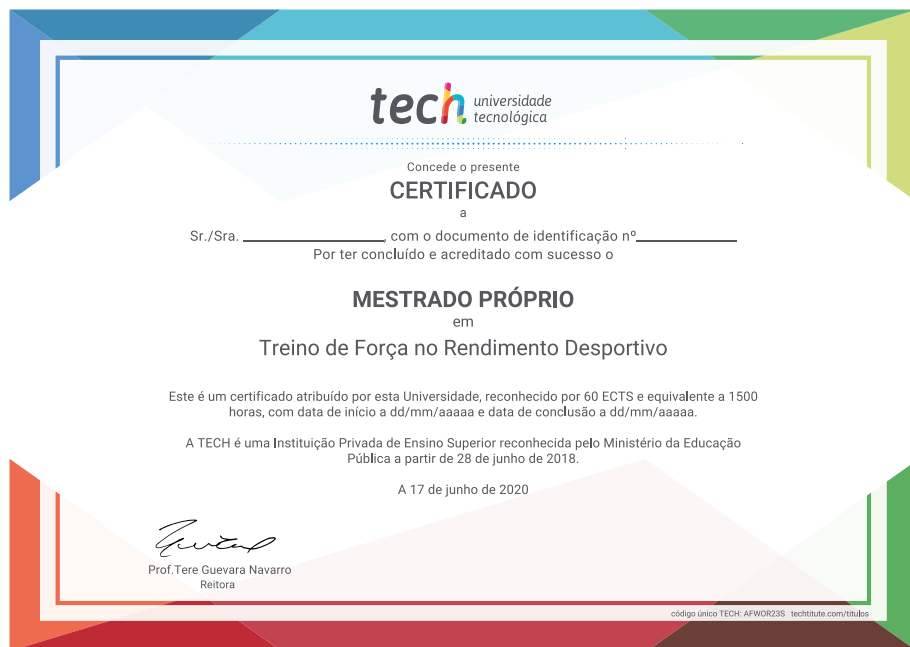 tech universidade
tecnológica
Concede o presente
CERTIFICADO
a
Sr./Sra. ________________, com o documento de identificação nº____________
Por ter concluído e acreditado com sucesso o
MESTRADO PRÓPRIO
em
Treino de Força no Rendimento Desportivo
Este é um certificado atribuído por esta Universidade, reconhecido por 60 ECTS e equivalente a 1500
horas, com data de início a dd/mm/aaaaa e data de conclusão a dd/mm/aaaaa.
A TECH é uma Instituição Privada de Ensino Superior reconhecida pelo Ministério da Educação
Pública a partir de 28 de junho de 2018.
A 17 de junho de 2020
Prof.Tere Guevara Navarro
Reitora
código único TECH: AFWOR23S techtitute.com/titulos